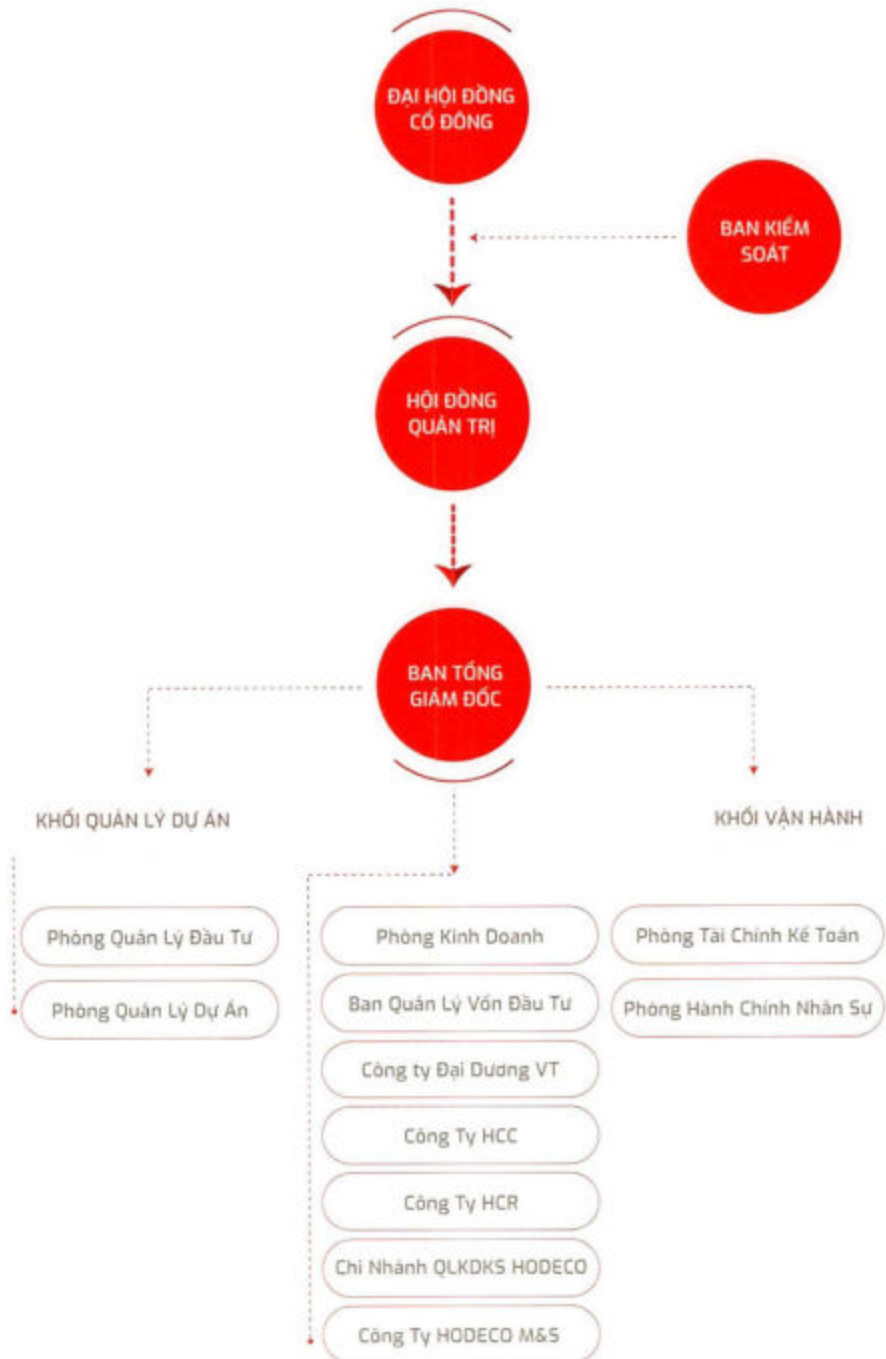 ĐẠI HỘI ĐỒNG
CỔ ĐÔNG
BAN KIỂM
SOÁT
HỘI ĐỒNG
QUẢN TRỊ
BAN TỔNG
GIÁM ĐỐC
KHỐI QUẢN LÝ DỰ ÁN
KHỐI VẬN HÀNH
Phòng Quản Lý Đầu Tư
Phòng Kinh Doanh
Phòng Tài Chính Kế Toán
Phòng Quản Lý Dự Án
Ban Quản Lý Vốn Đầu Tư
Phòng Hành Chính Nhân Sự
Công ty Đại Dương VT
Công Ty HCC
Công Ty HCR
Chi Nhánh QLKDKS HODECO
Công Ty HODECO M&S